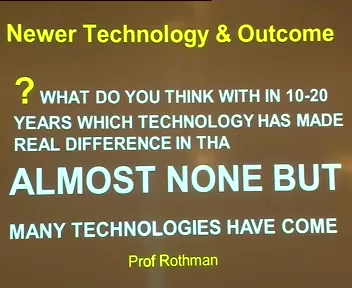 Newer Technology & Outcome
? WHAT DO YOU THINK WITH IN 10-20
YEARS WHICH TECHNOLOGY HAS MADE
REAL DIFFERENCE IN THA
ALMOST NONE BUT
MANY TECHNOLOGIES HAVE COME
Prof Rothman